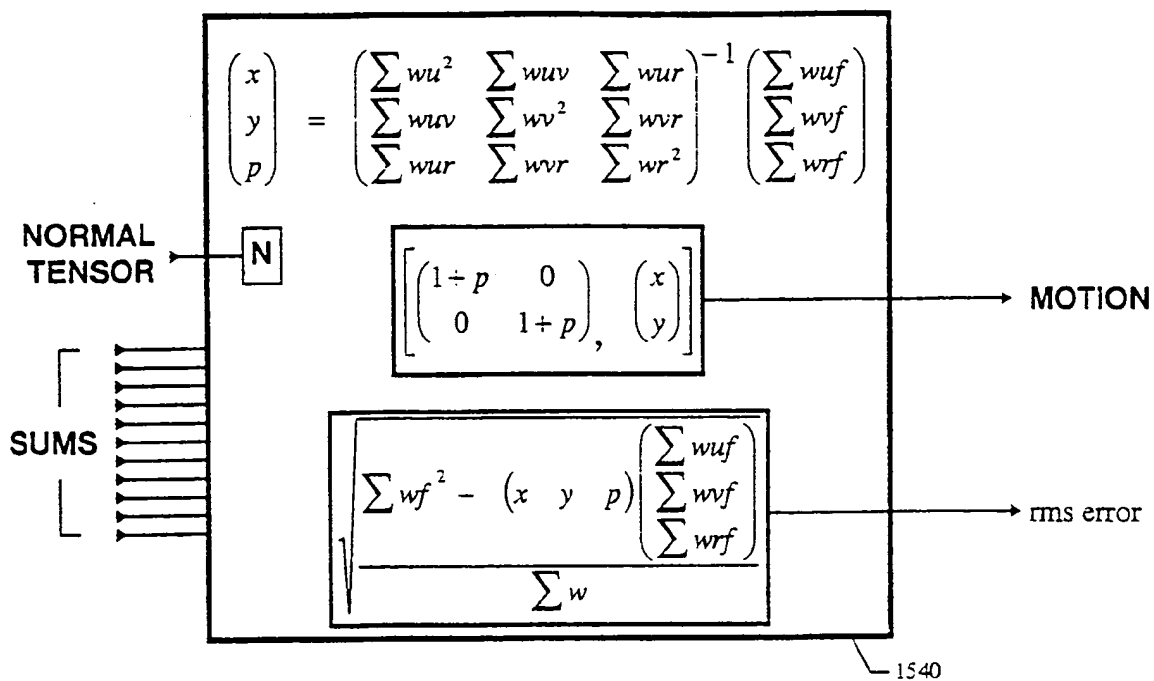 (x y p) = (∑wu² ∑wuv ∑wur ∑wuv ∑wv² ∑wvr ∑wur ∑wvr ∑wr²)⁻¹ (∑wuf ∑wvf ∑wrf)
NORMAL
TENSOR
N
[(1÷p 0 0 1÷p), (x y)]
MOTION
SUMS
√((∑wf² - (x y p)(∑wuf ∑wvf ∑wrf)) / ∑w)
rms error
1540